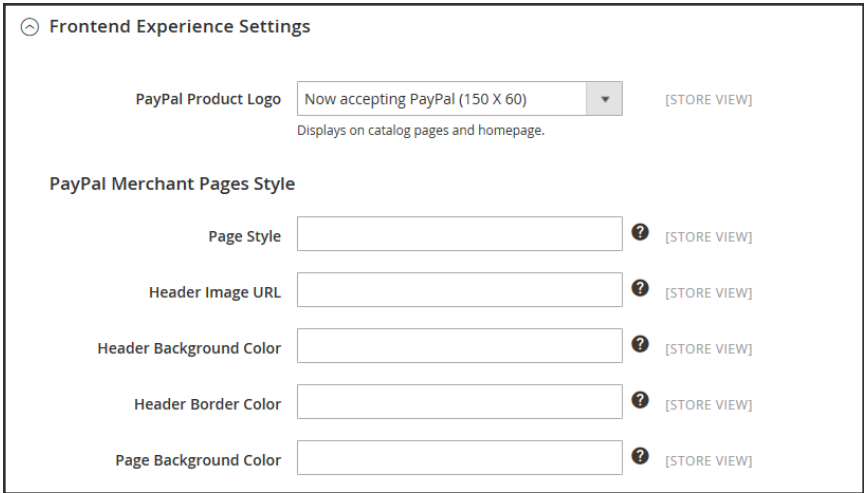 Frontend Experience Settings
PayPal Product Logo Now accepting PayPal (150 X 60) [STORE VIEW]
Displays on catalog pages and homepage.
PayPal Merchant Pages Style
Page Style ? [STORE VIEW]
Header Image URL ? [STORE VIEW]
Header Background Color ? [STORE VIEW]
Header Border Color ? [STORE VIEW]
Page Background Color ? [STORE VIEW]